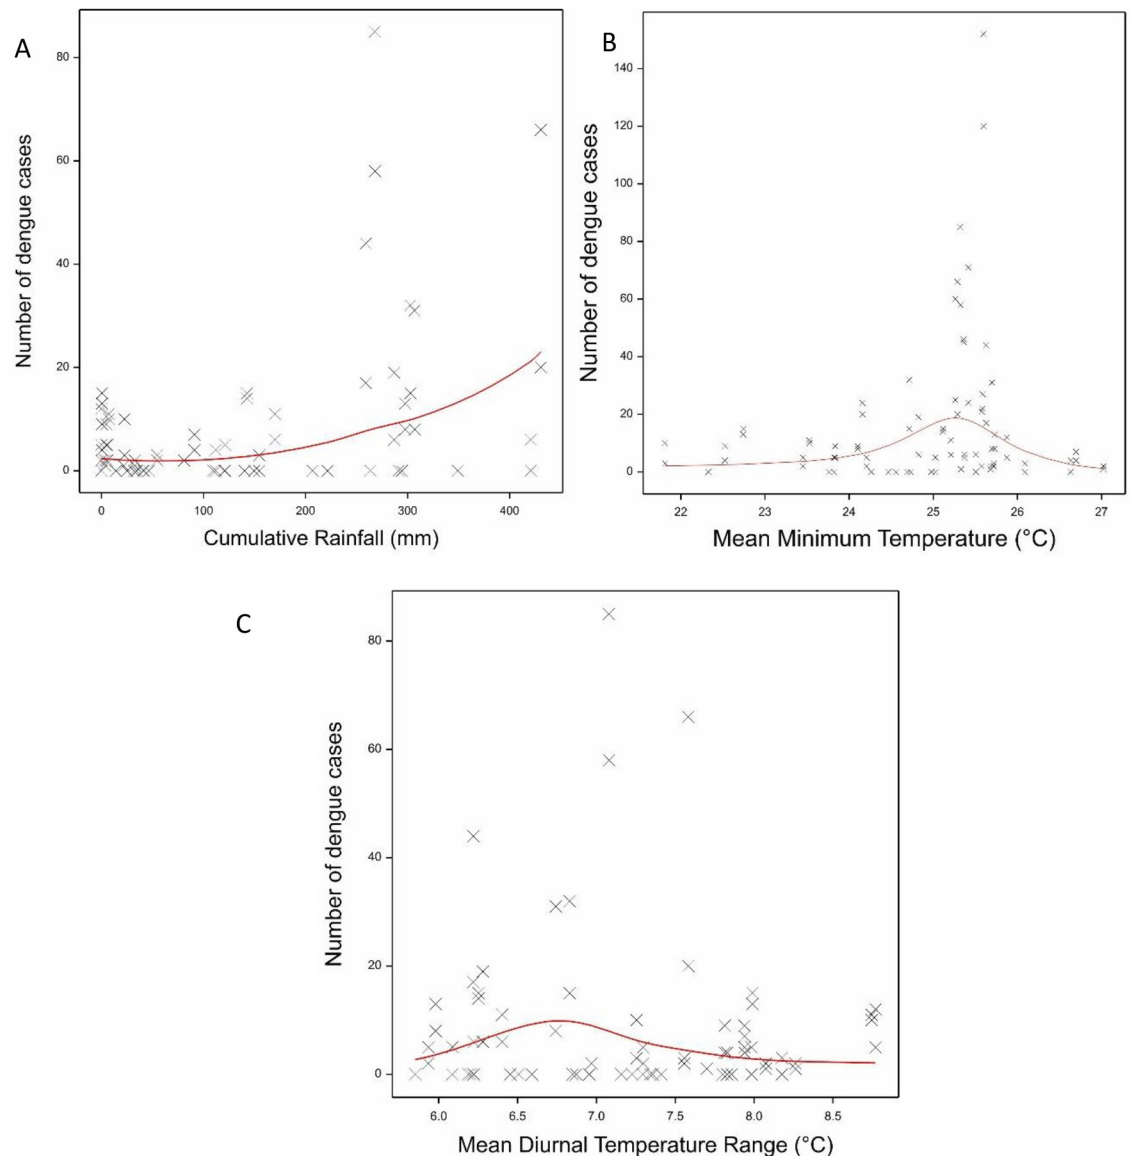 A
80
60
40
20
0
Number of dengue cases
0 100 200 300 400
Cumulative Rainfall (mm)
B
140
120
100
80
60
40
20
0
Number of dengue cases
22 23 24 25 26 27
Mean Minimum Temperature (°C)
C
80
60
40
20
0
Number of dengue cases
6.0 6.5 7.0 7.5 8.0 8.5
Mean Diurnal Temperature Range (°C)